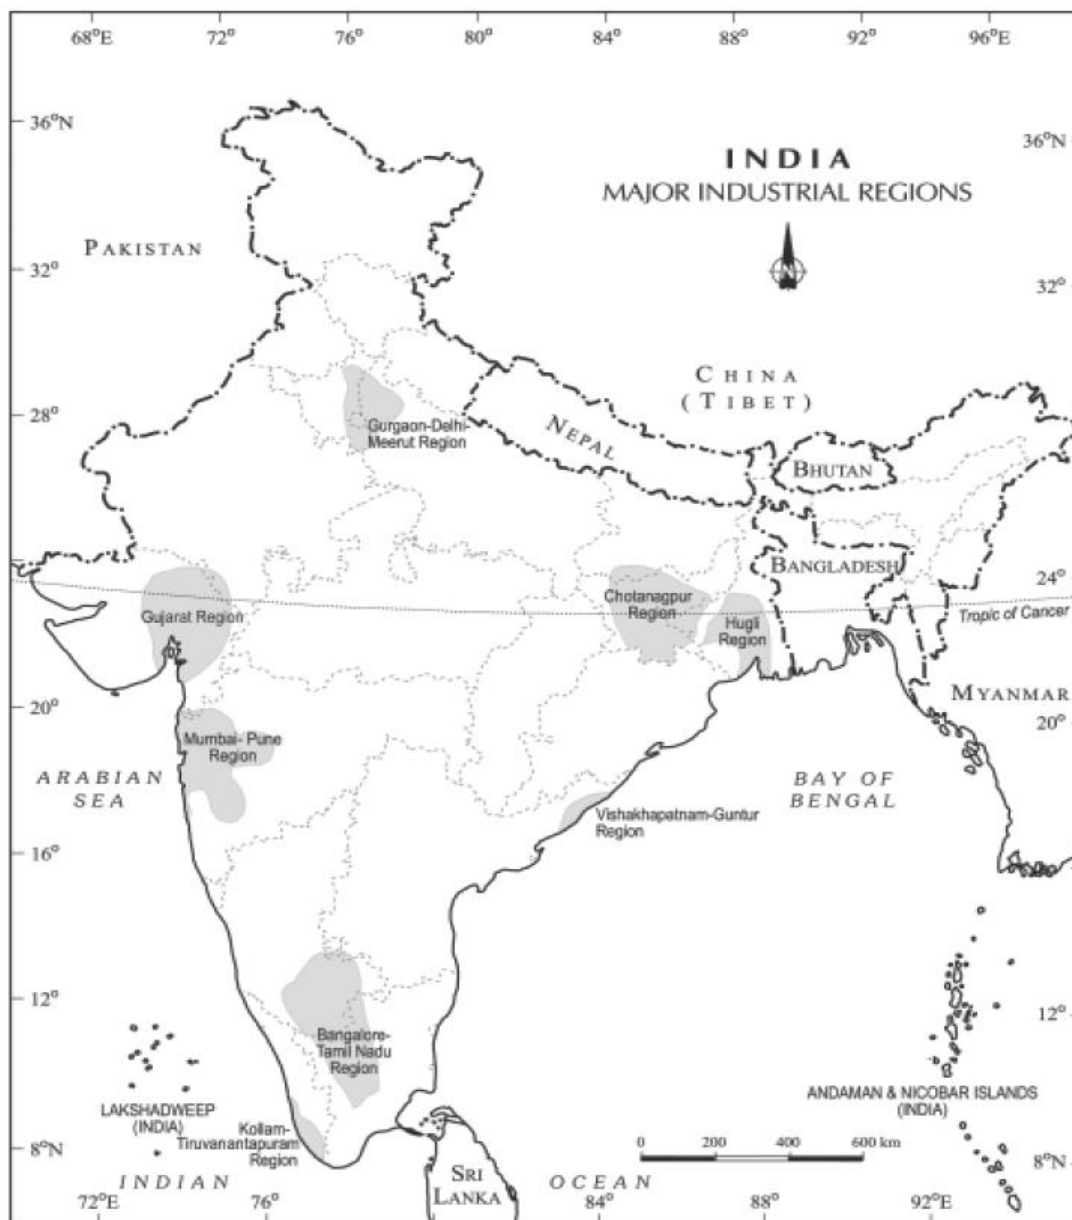 68°E 72° 76° 80° 84° 88° 92° 96°E
36°N
36°N
INDIA
MAJOR INDUSTRIAL REGIONS
PAKISTAN
N
32°
32°
CHINA
(TIBET)
28°
28°
NEPAL
Gurgaon-Delhi-
Meerut Region
BHUTAN
BANGLADESH
24°
24°
Tropic of Cancer
Gujarat Region
Chotanagpur
Region
Hugli
Region
MYANMAR
20°
20°
Mumbai- Pune
Region
ARABIAN
SEA
BAY OF
BENGAL
Vishakhapatnam-Guntur
Region
16°
12°
12°
Bangalore-
Tamil Nadu
Region
LAKSHADWEEP
(INDIA)
ANDAMAN & NICOBAR ISLANDS
(INDIA)
Kollam-
Tiruvanantapuram
Region
8°N
8°N
0 200 400 600 km
SRI
LANKA
INDIAN OCEAN
72°E 76° 84° 88° 92°E